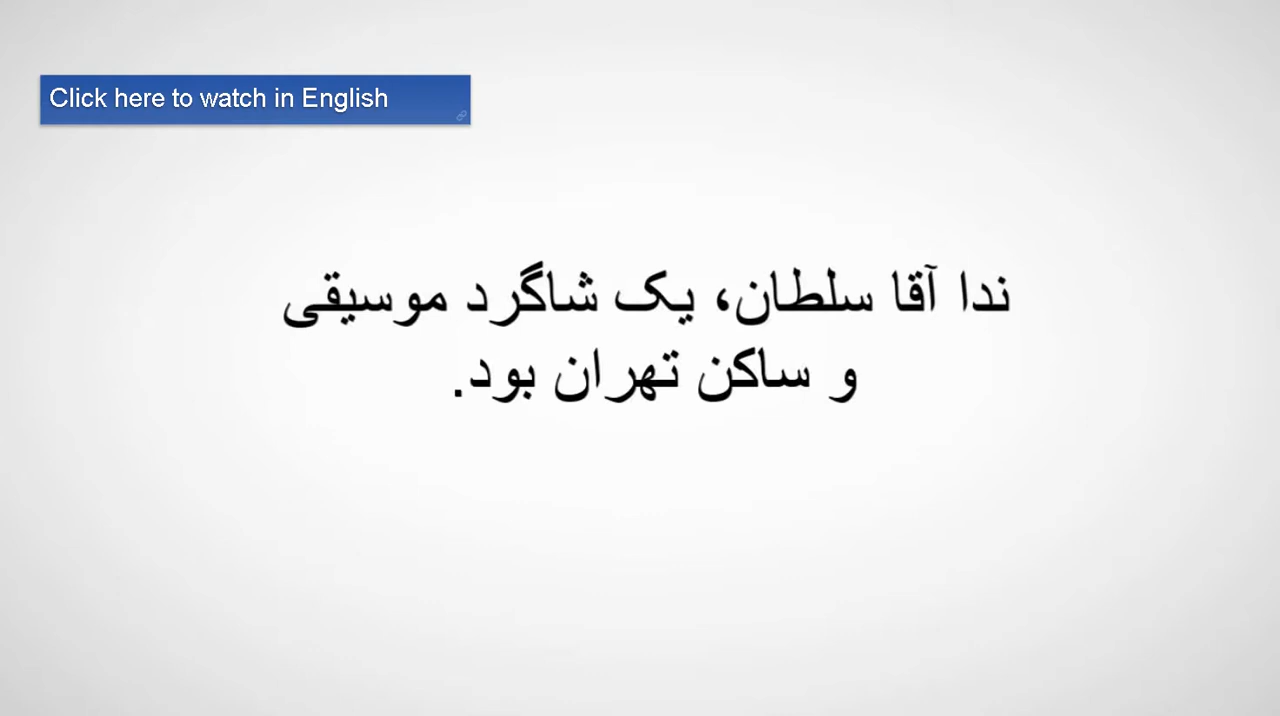 Click here to watch in English
ندا آقا سلطان، یک شاگرد موسیقی
و ساکن تهران بود.